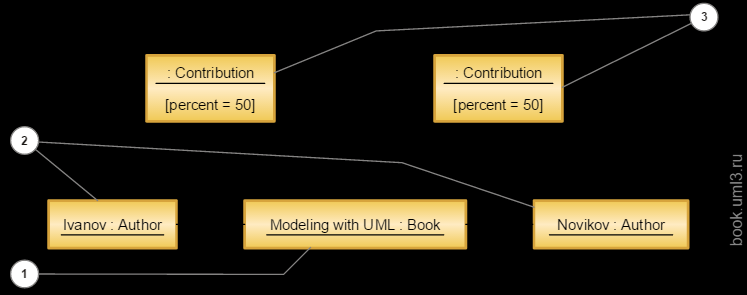 3
: Contribution
: Contribution
[percent = 50]
[percent = 50]
2
Ivanov : Author
Modeling with UML : Book
Novikov : Author
1
book.uml3.ru